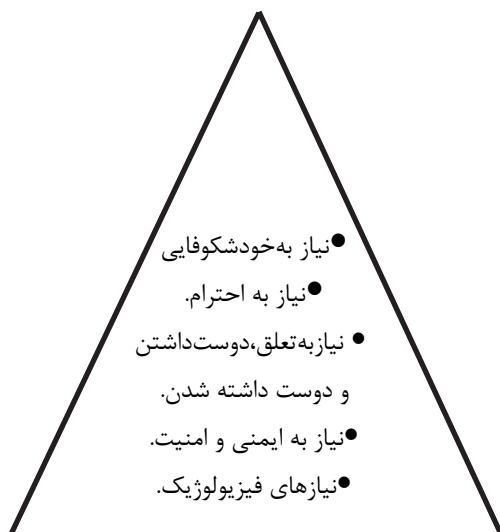 ●نیاز به‌خودشکوفایی
●نیاز به احترام.
● نیازبه‌تعلق،دوست‌داشتن
و دوست داشته شدن.
●نیاز به ایمنی و امنیت.
●نیازهای فیزیولوژیک.